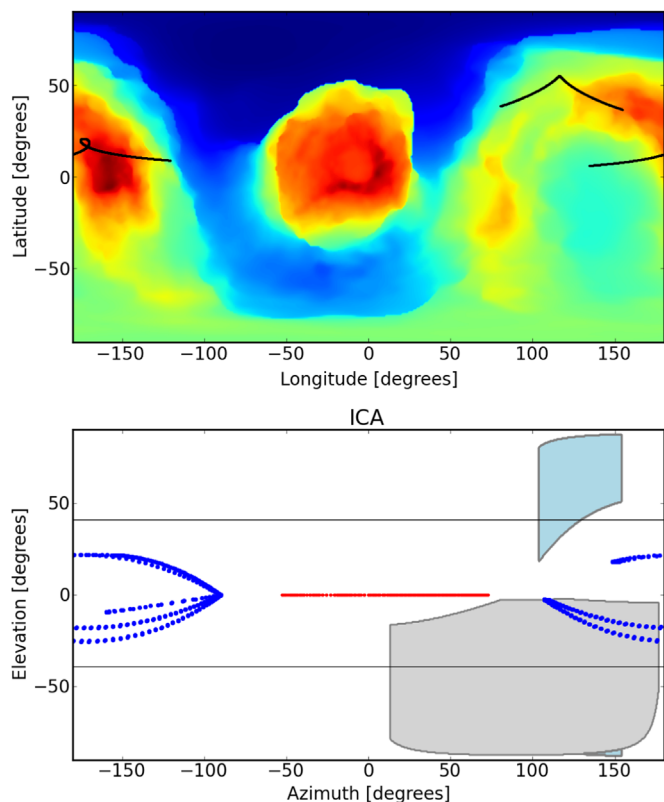 50
0
−50
Latitude [degrees]
−150 −100 −50 0 50 100 150
Longitude [degrees]
ICA
50
0
−50
Elevation [degrees]
−150 −100 −50 0 50 100 150
Azimuth [degrees]